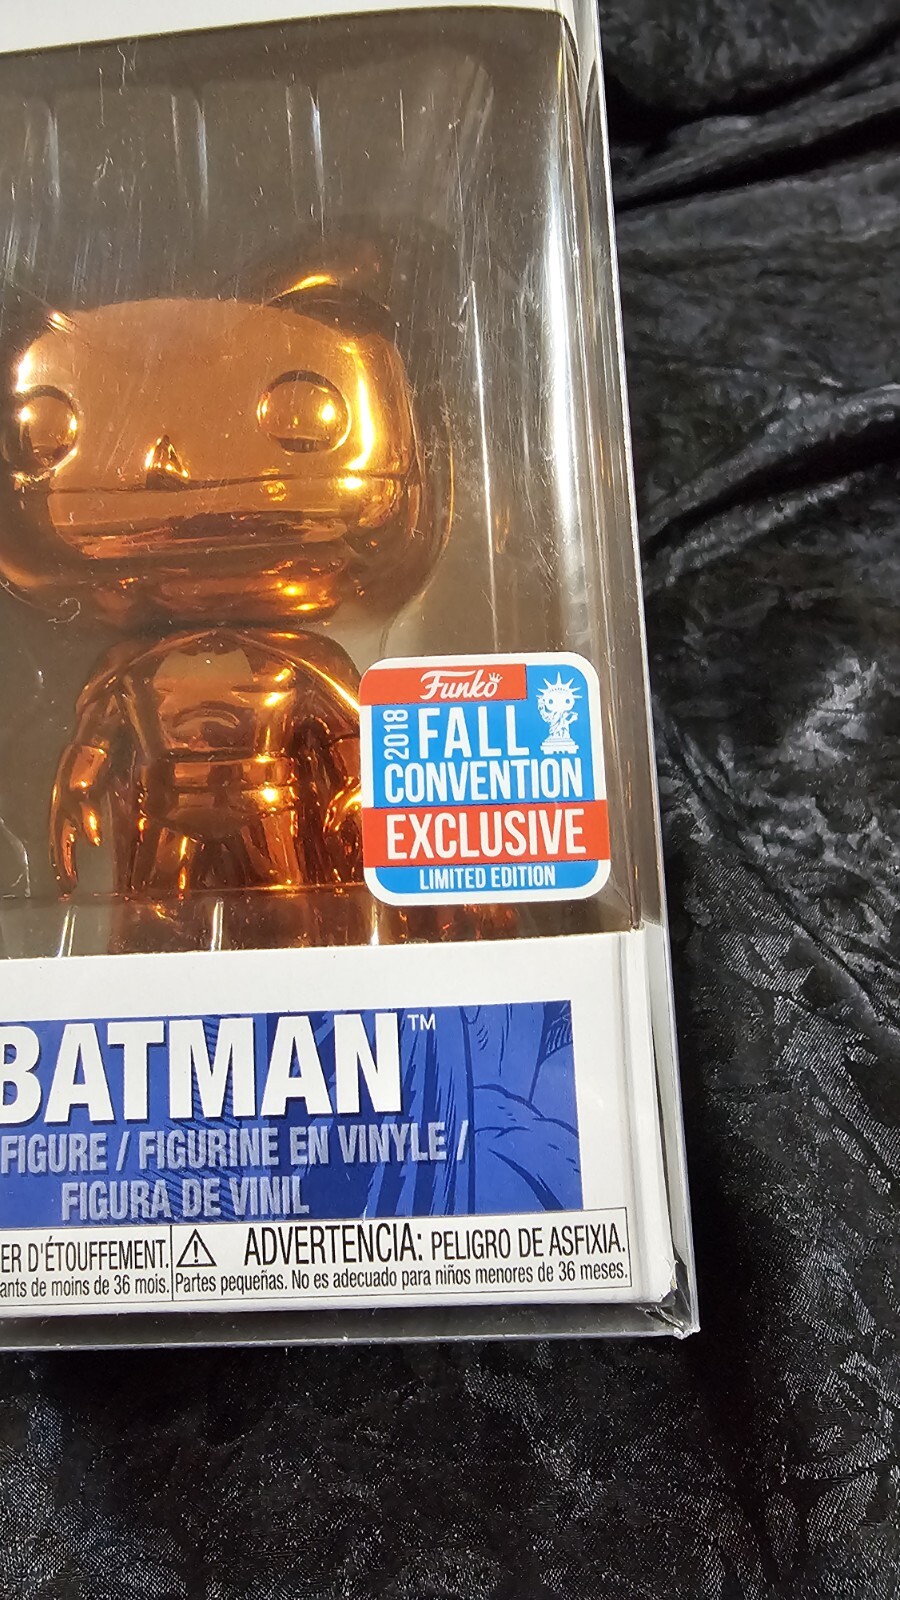 Funko
2018 FALL
CONVENTION
EXCLUSIVE
LIMITED EDITION
BATMAN™
FIGURE / FIGURINE EN VINYLE /
FIGURA DE VINIL
ER D'ÉTOUFFEMENT.
ants de moins de 36 mois.
ADVERTENCIA: PELIGRO DE ASFIXIA.
Partes pequeñas. No es adecuado para niños menores de 36 meses.